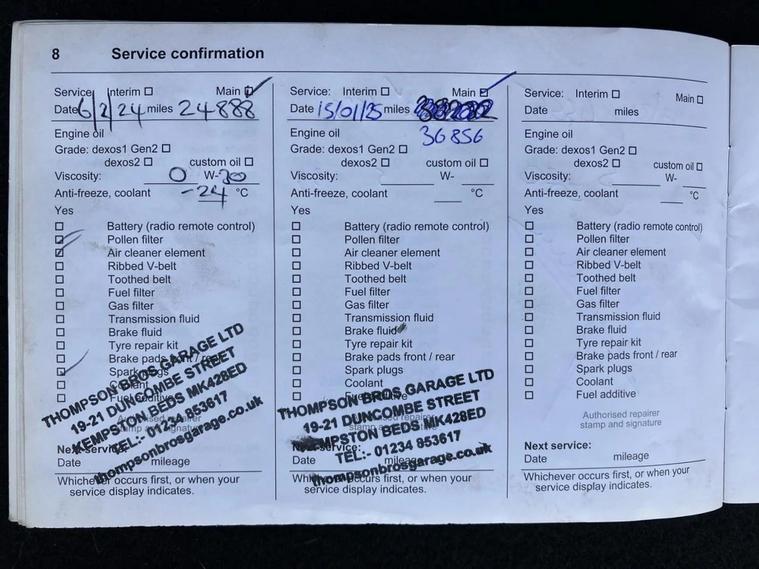 8 Service confirmation
Service: Interim ☐ Main ☑
Date 6/2/24 miles 24888
Engine oil
Grade: dexos1 Gen2 ☐
dexos2 ☐ custom oil ☐
Viscosity: 0 W-20
Anti-freeze, coolant -24 °C
Yes
☐ Battery (radio remote control)
☑ Pollen filter
☑ Air cleaner element
☐ Ribbed V-belt
☐ Toothed belt
☐ Fuel filter
☐ Gas filter
☐ Transmission fluid
☐ Brake fluid
☐ Tyre repair kit
☐ Brake pads front / rear
☑ Spark plugs
☐
☐
THOMPSON BROS GARAGE LTD
19-21 DUNCOMBE STREET
KEMPSTON BEDS MK428ED
TEL:- 01234 853617
thompsonbrosgarage.co.uk
Next service:
Date mileage
Whichever occurs first, or when your
service display indicates.
Service: Interim ☐ Main ☑
Date 15/01/25 miles
36856
Engine oil
Grade: dexos1 Gen2 ☐
dexos2 ☐ custom oil ☐
Viscosity: W-
Anti-freeze, coolant °C
Yes
☐ Battery (radio remote control)
☐ Pollen filter
☐ Air cleaner element
☐ Ribbed V-belt
☐ Toothed belt
☐ Fuel filter
☐ Gas filter
☐ Transmission fluid
☐ Brake fluid
☐ Tyre repair kit
☐ Brake pads front / rear
☐ Spark plugs
☐ Coolant
☐
THOMPSON BROS GARAGE LTD
19-21 DUNCOMBE STREET
KEMPSTON BEDS MK428ED
TEL:- 01234 853617
thompsonbrosgarage.co.uk
Next service:
Date mileage
Whichever occurs first, or when your
service display indicates.
Service: Interim ☐ Main ☐
Date miles
Engine oil
Grade: dexos1 Gen2 ☐
dexos2 ☐ custom oil ☐
Viscosity: W-
Anti-freeze, coolant °C
Yes
☐ Battery (radio remote control)
☐ Pollen filter
☐ Air cleaner element
☐ Ribbed V-belt
☐ Toothed belt
☐ Fuel filter
☐ Gas filter
☐ Transmission fluid
☐ Brake fluid
☐ Tyre repair kit
☐ Brake pads front / rear
☐ Spark plugs
☐ Coolant
☐ Fuel additive
Authorised repairer
stamp and signature
Next service:
Date mileage
Whichever occurs first, or when your
service display indicates.